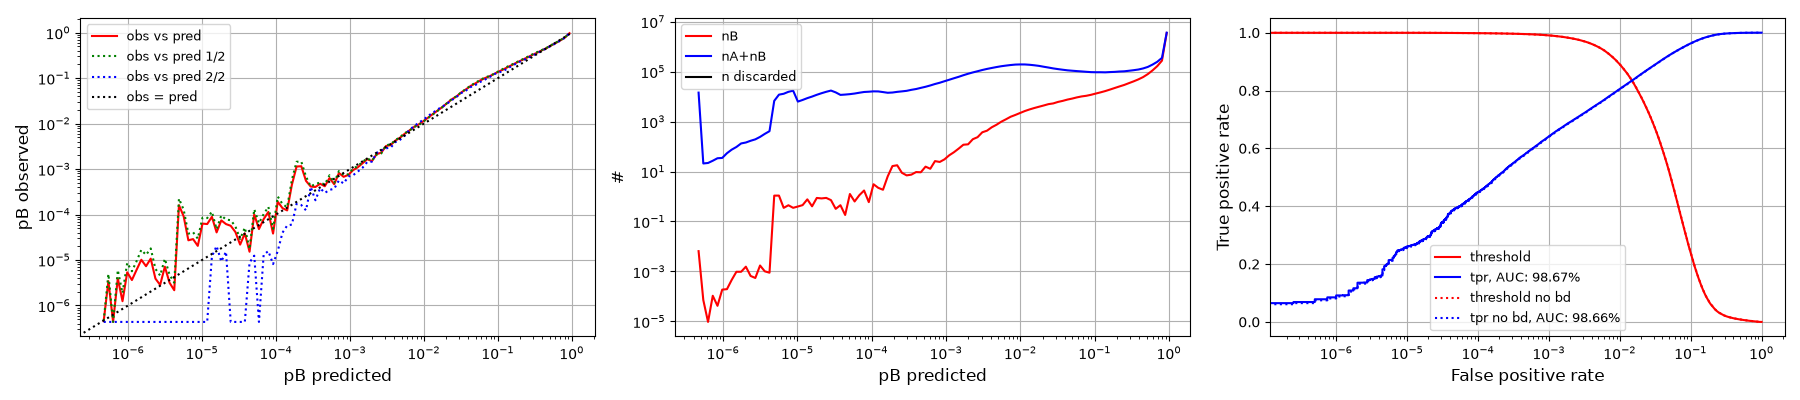 pB observed
10⁰
10⁻¹
10⁻²
10⁻³
10⁻⁴
10⁻⁵
10⁻⁶
obs vs pred
obs vs pred 1/2
obs vs pred 2/2
obs = pred
10⁻⁶ 10⁻⁵ 10⁻⁴ 10⁻³ 10⁻² 10⁻¹ 10⁰
pB predicted
#
10⁷
10⁵
10³
10¹
10⁻¹
10⁻³
10⁻⁵
nB
nA+nB
n discarded
10⁻⁶ 10⁻⁵ 10⁻⁴ 10⁻³ 10⁻² 10⁻¹ 10⁰
pB predicted
True positive rate
1.0
0.8
0.6
0.4
0.2
0.0
threshold
tpr, AUC: 98.67%
threshold no bd
tpr no bd, AUC: 98.66%
10⁻⁶ 10⁻⁵ 10⁻⁴ 10⁻³ 10⁻² 10⁻¹ 10⁰
False positive rate